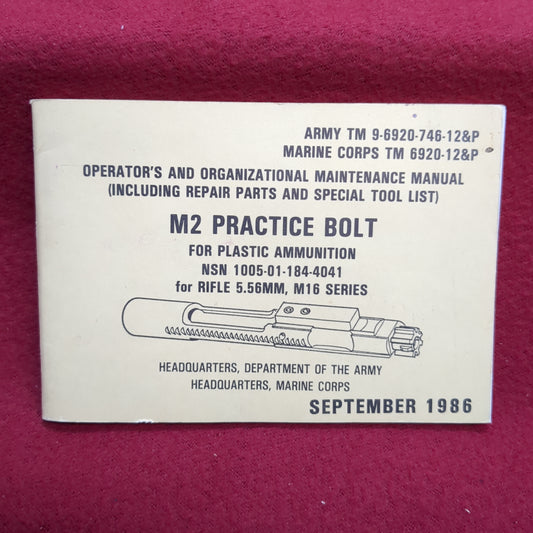 ARMY TM 9-6920-746-12&P
MARINE CORPS TM 6920-12&P
OPERATOR'S AND ORGANIZATIONAL MAINTENANCE MANUAL
(INCLUDING REPAIR PARTS AND SPECIAL TOOL LIST)
M2 PRACTICE BOLT
FOR PLASTIC AMMUNITION
NSN 1005-01-184-4041
for RIFLE 5.56MM, M16 SERIES
HEADQUARTERS, DEPARTMENT OF THE ARMY
HEADQUARTERS, MARINE CORPS
SEPTEMBER 1986